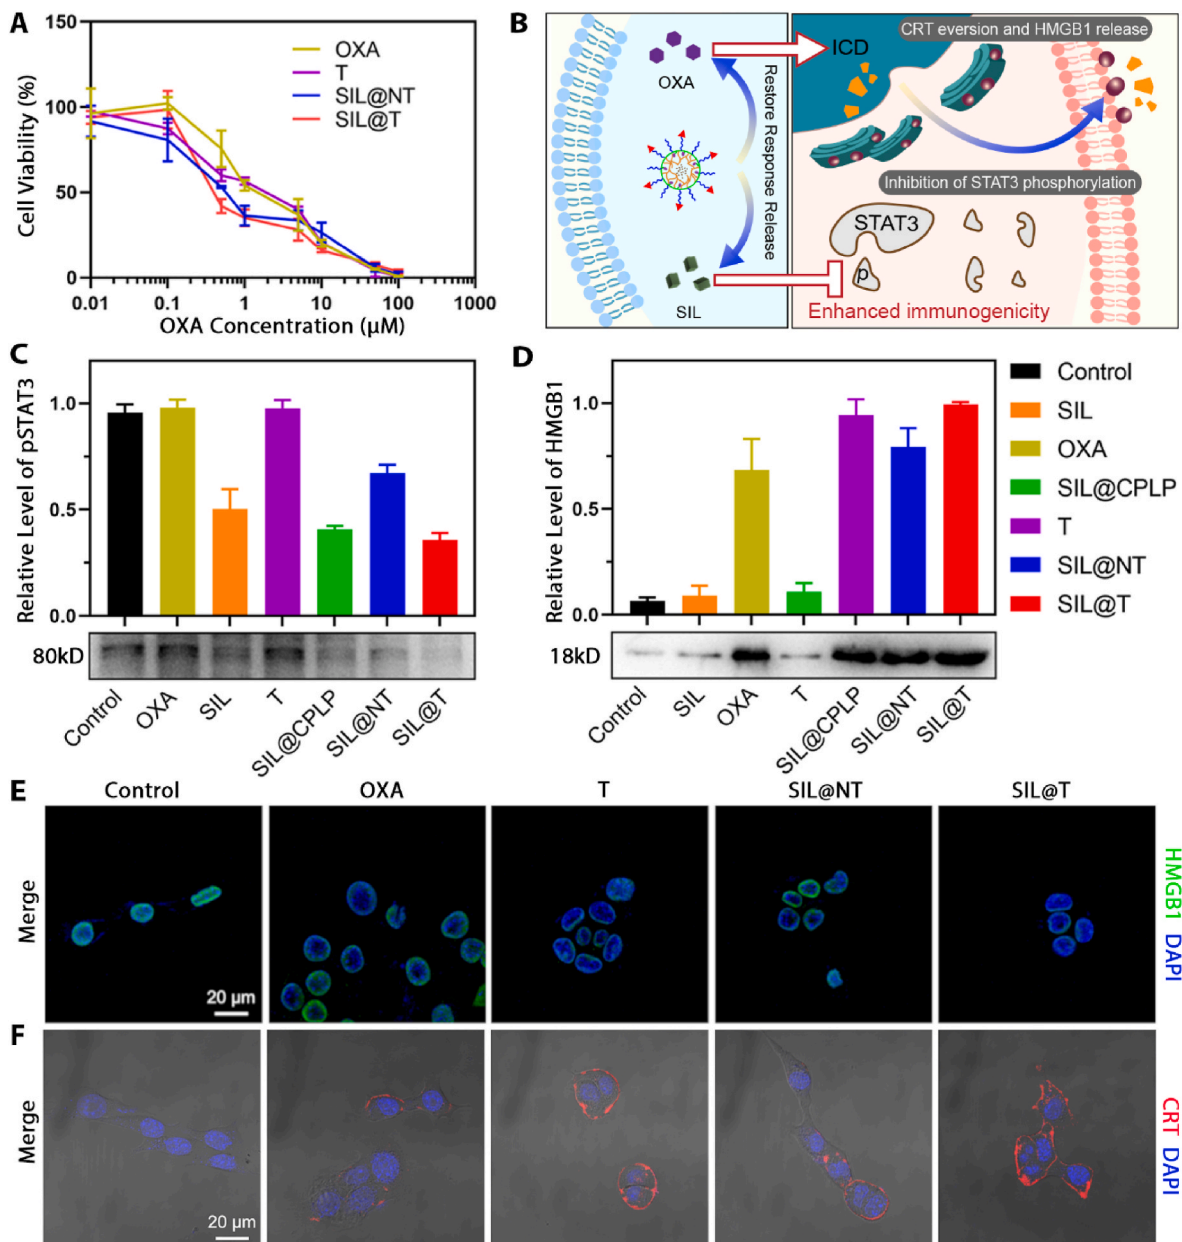 A
150
100
50
0
Cell Viability (%)
OXA
T
SIL@NT
SIL@T
0.01 0.1 1 10 100 1000
OXA Concentration (μM)
B
OXA
SIL
Restore Response Release
ICD
CRT eversion and HMGB1 release
Inhibition of STAT3 phosphorylation
STAT3
p
Enhanced immunogenicity
C
Relative Level of pSTAT3
1.0
0.5
0.0
80kD
Control OXA SIL T SIL@CPLP SIL@NT SIL@T
D
Relative Level of HMGB1
1.0
0.5
0.0
18kD
Control SIL OXA T SIL@CPLP SIL@NT SIL@T
Control
SIL
OXA
SIL@CPLP
T
SIL@NT
SIL@T
E
Control OXA T SIL@NT SIL@T
Merge
20 μm
HMGB1 DAPI
F
Merge
20 μm
CRT DAPI